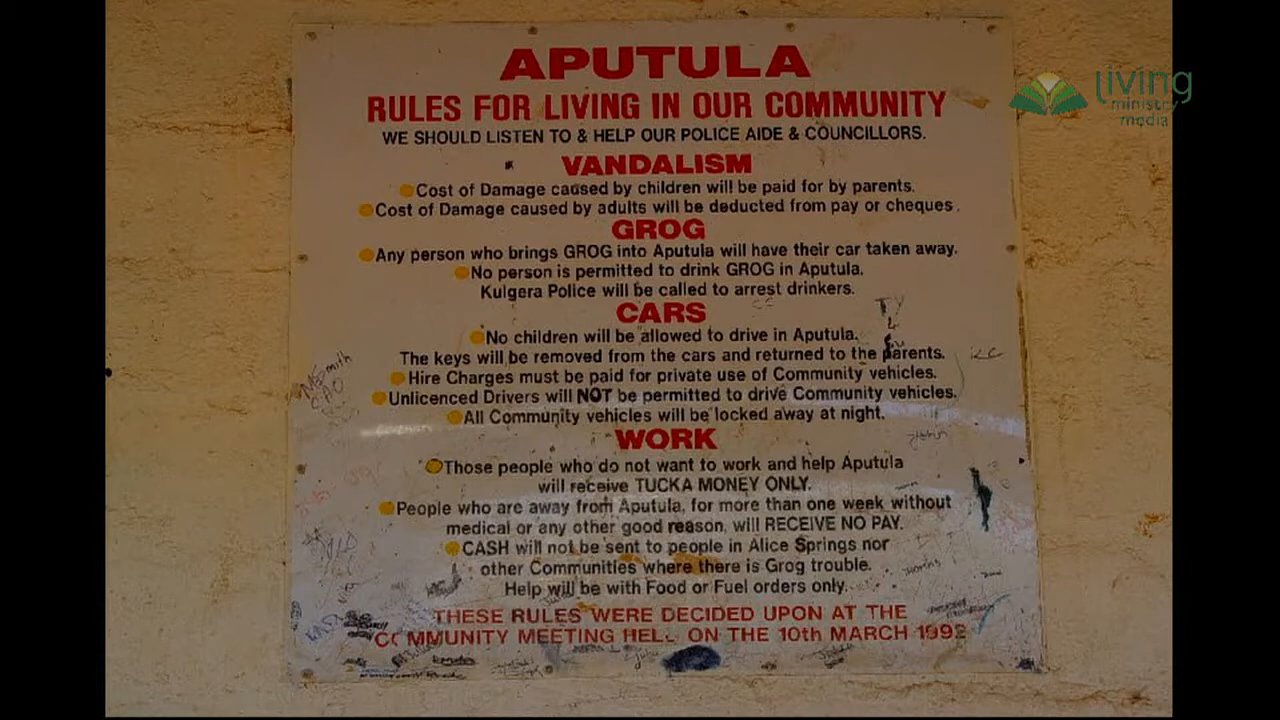 APUTULA
RULES FOR LIVING IN OUR COMMUNITY
WE SHOULD LISTEN TO & HELP OUR POLICE AIDE & COUNCILLORS.
VANDALISM
Cost of Damage caused by children will be paid for by parents.
Cost of Damage caused by adults will be deducted from pay or cheques.
GROG
Any person who brings GROG into Aputula will have their car taken away.
No person is permitted to drink GROG in Aputula.
Kulgera Police will be called to arrest drinkers.
CARS
No children will be allowed to drive in Aputula.
The keys will be removed from the cars and returned to the parents.
Hire Charges must be paid for private use of Community vehicles.
Unlicenced Drivers will NOT be permitted to drive Community vehicles.
All Community vehicles will be locked away at night.
WORK
Those people who do not want to work and help Aputula
will receive TUCKA MONEY ONLY.
People who are away from Aputula, for more than one week without
medical or any other good reason, will RECEIVE NO PAY.
CASH will not be sent to people in Alice Springs nor
other Communities where there is Grog trouble.
Help will be with Food or Fuel orders only.
THESE RULES WERE DECIDED UPON AT THE
COMMUNITY MEETING HELD ON THE 10th MARCH 1992
living
ministry
media